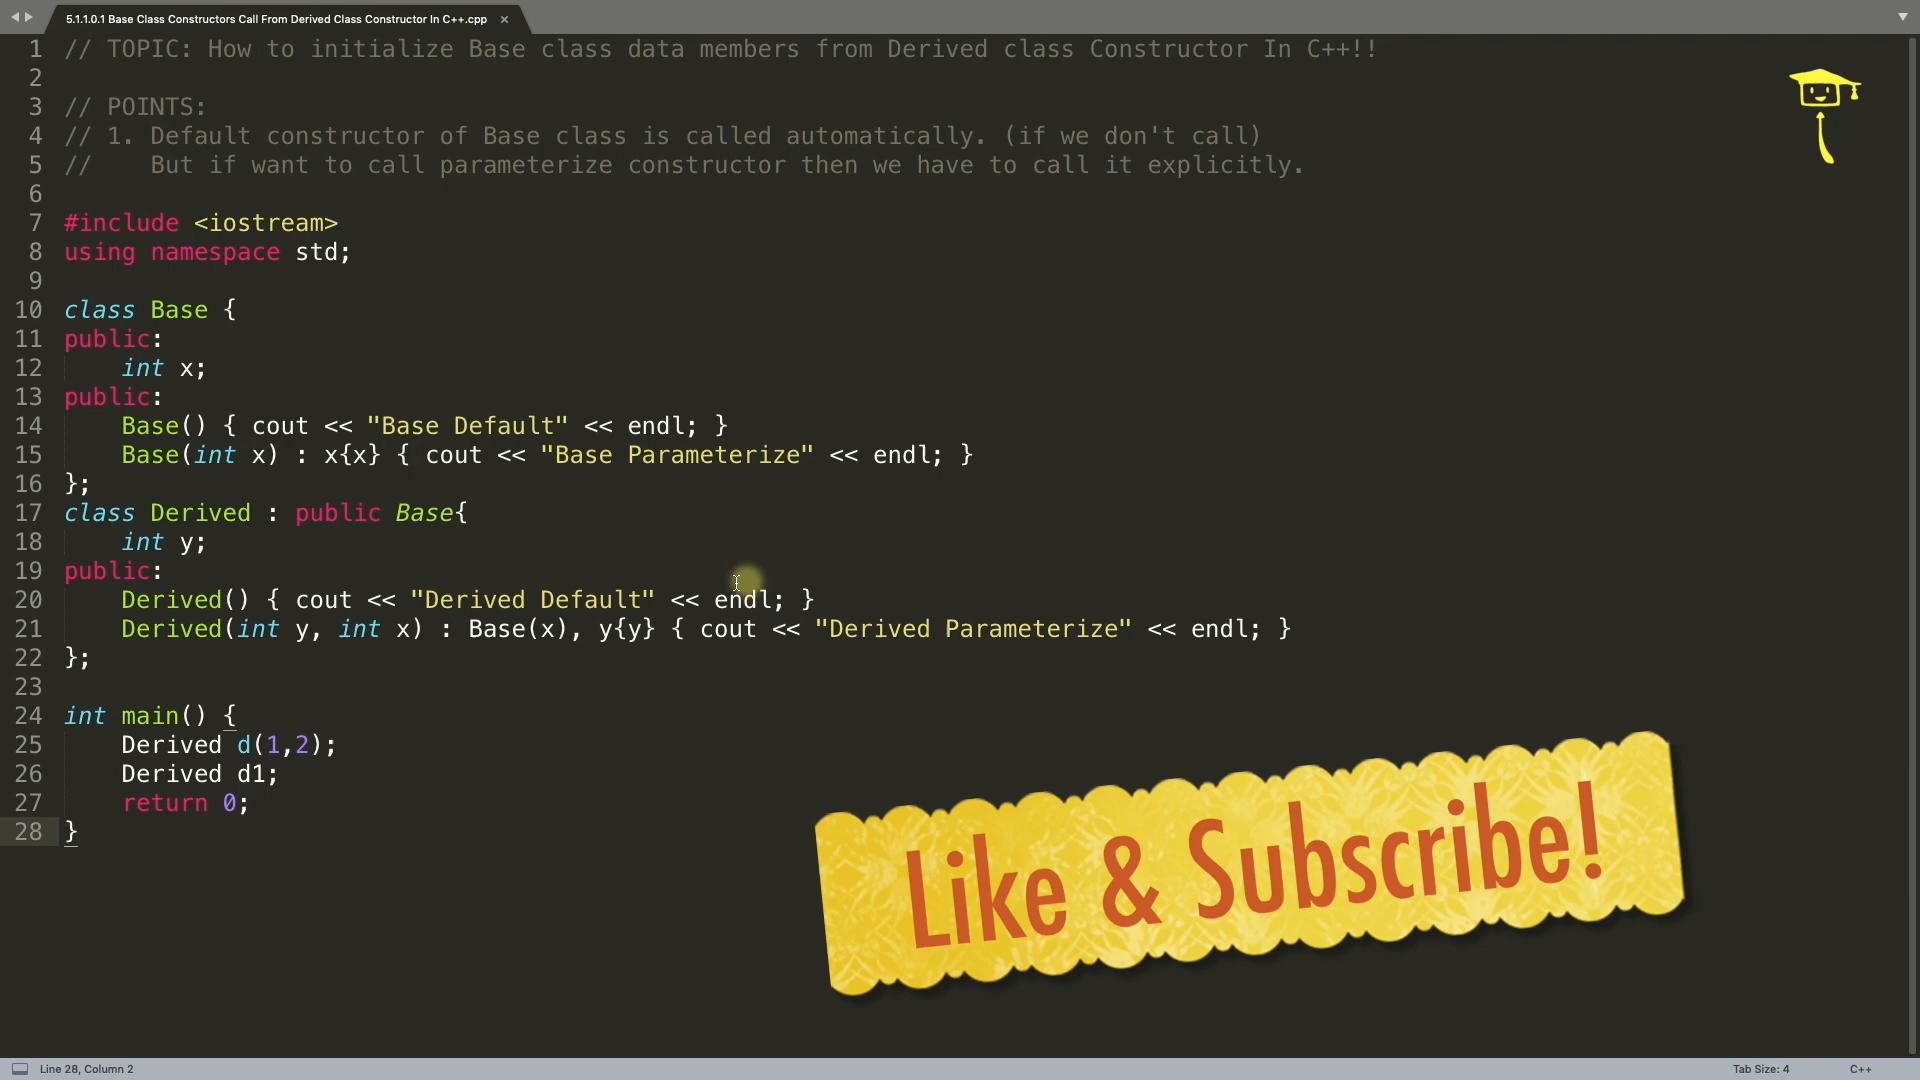 5.1.1.0.1 Base Class Constructors Call From Derived Class Constructor In C++.cpp ×
1 // TOPIC: How to initialize Base class data members from Derived class Constructor In C++!!
2
3 // POINTS:
4 // 1. Default constructor of Base class is called automatically. (if we don't call)
5 //    But if want to call parameterize constructor then we have to call it explicitly.
6
7 #include <iostream>
8 using namespace std;
9
10 class Base {
11 public:
12     int x;
13 public:
14     Base() { cout << "Base Default" << endl; }
15     Base(int x) : x{x} { cout << "Base Parameterize" << endl; }
16 };
17 class Derived : public Base{
18     int y;
19 public:
20     Derived() { cout << "Derived Default" << endl; }
21     Derived(int y, int x) : Base(x), y{y} { cout << "Derived Parameterize" << endl; }
22 };
23
24 int main() {
25     Derived d(1,2);
26     Derived d1;
27     return 0;
28 }
Like & Subscribe!
Line 28, Column 2
Tab Size: 4
C++